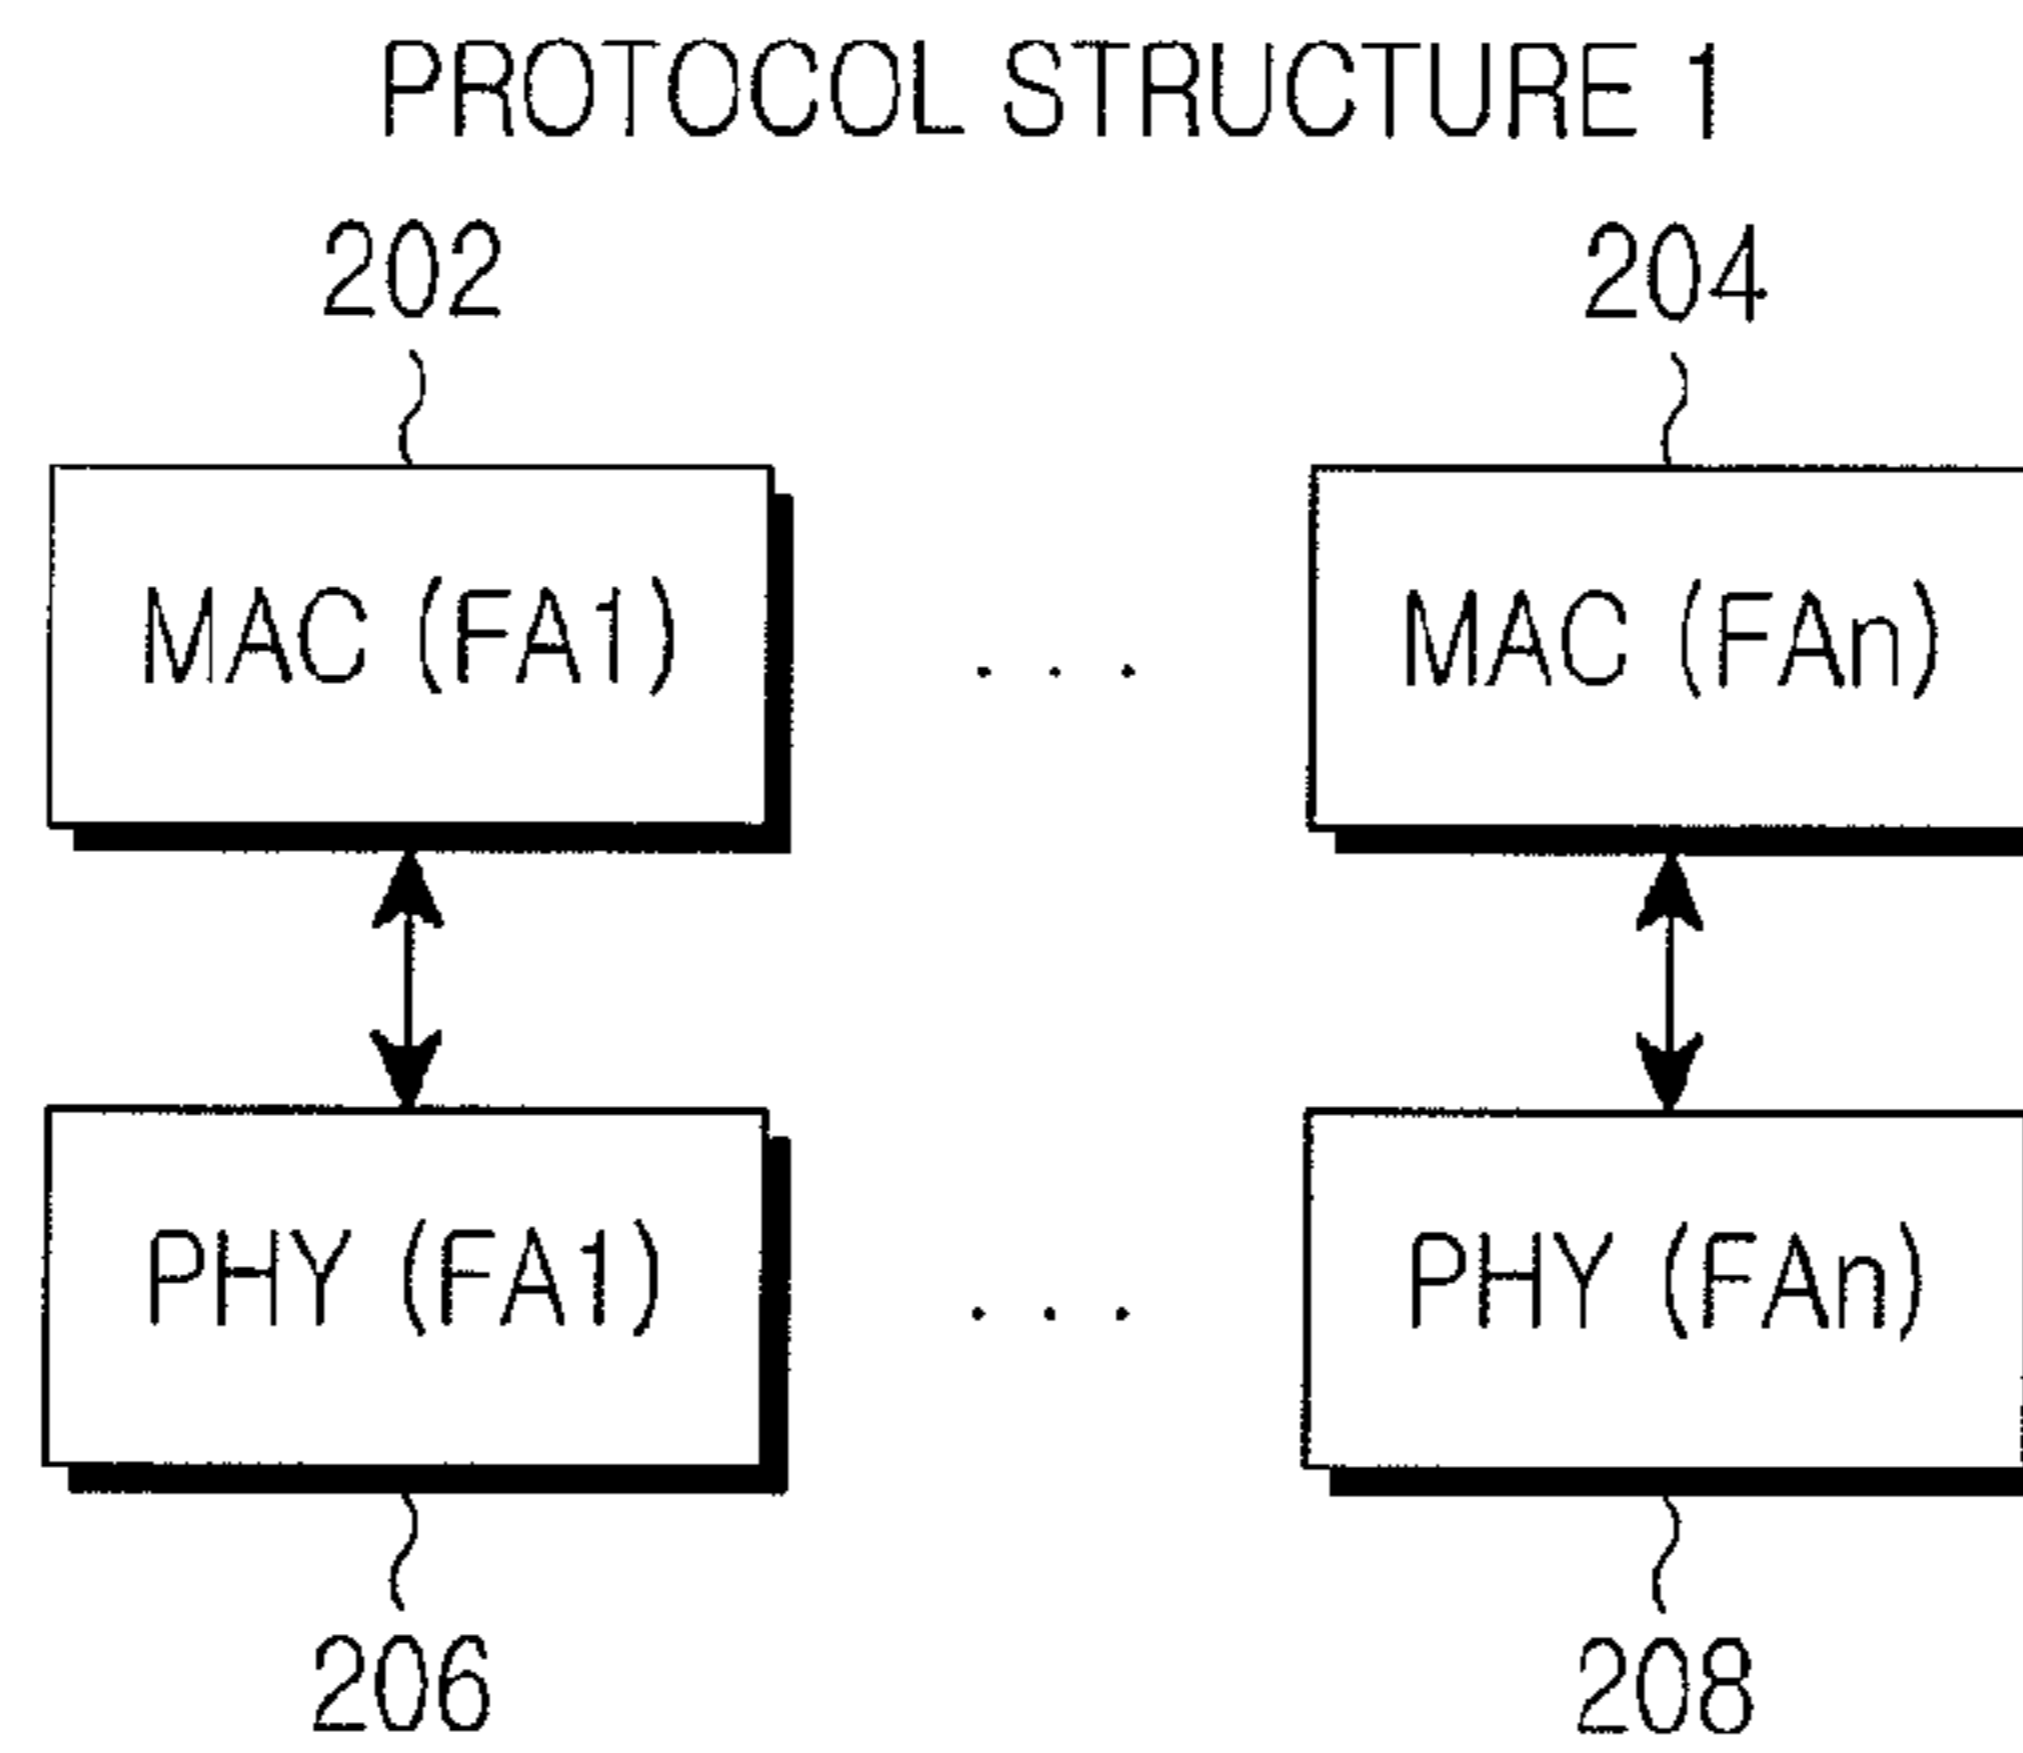 PROTOCOL STRUCTURE 1
202 204
MAC (FA1) . . . MAC (FAn)
PHY (FA1) . . . PHY (FAn)
206 208